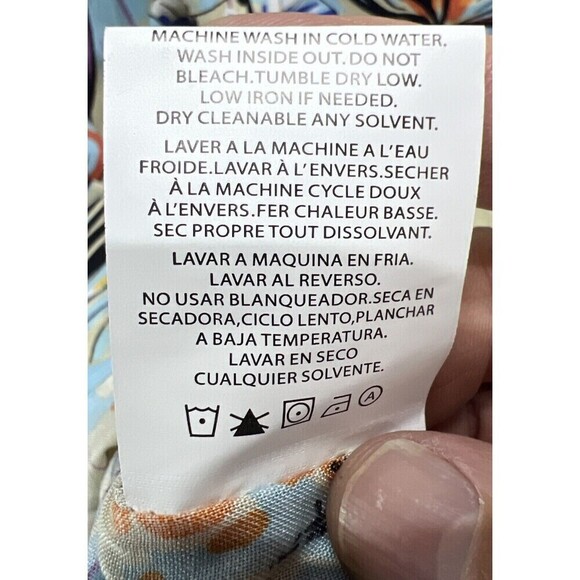 MACHINE WASH IN COLD WATER.
WASH INSIDE OUT.DO NOT
BLEACH.TUMBLE DRY LOW.
LOW IRON IF NEEDED.
DRY CLEANABLE ANY SOLVENT.
LAVER A LA MACHINE A L'EAU
FROIDE.LAVAR À L'ENVERS.SECHER
À LA MACHINE CYCLE DOUX
À L'ENVERS.FER CHALEUR BASSE.
SEC PROPRE TOUT DISSOLVANT.
LAVAR A MAQUINA EN FRIA.
LAVAR AL REVERSO.
NO USAR BLANQUEADOR.SECA EN
SECADORA,CICLO LENTO,PLANCHAR
A BAJA TEMPERATURA.
LAVAR EN SECO
CUALQUIER SOLVENTE.
A